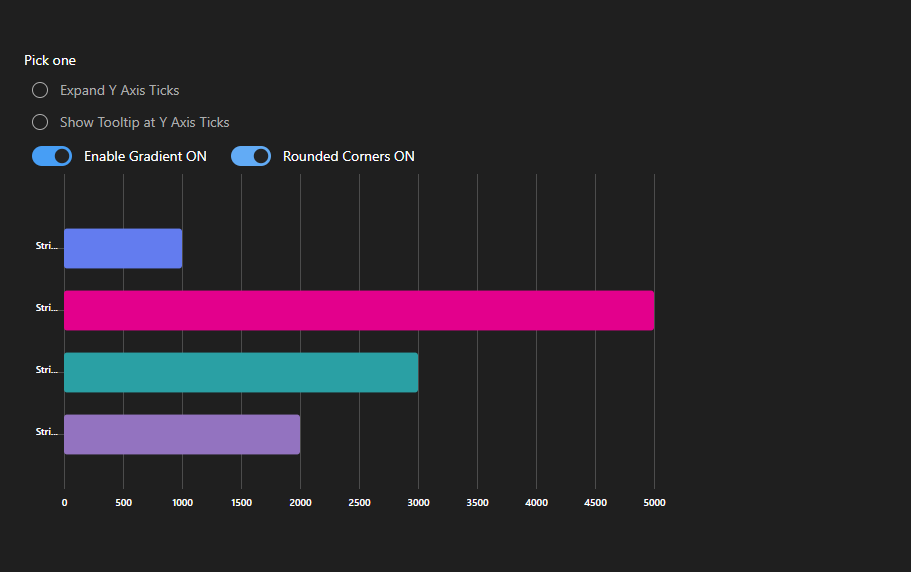 Pick one
Expand Y Axis Ticks
Show Tooltip at Y Axis Ticks
Enable Gradient ON Rounded Corners ON
Stri...
Stri...
Stri...
Stri...
0 500 1000 1500 2000 2500 3000 3500 4000 4500 5000